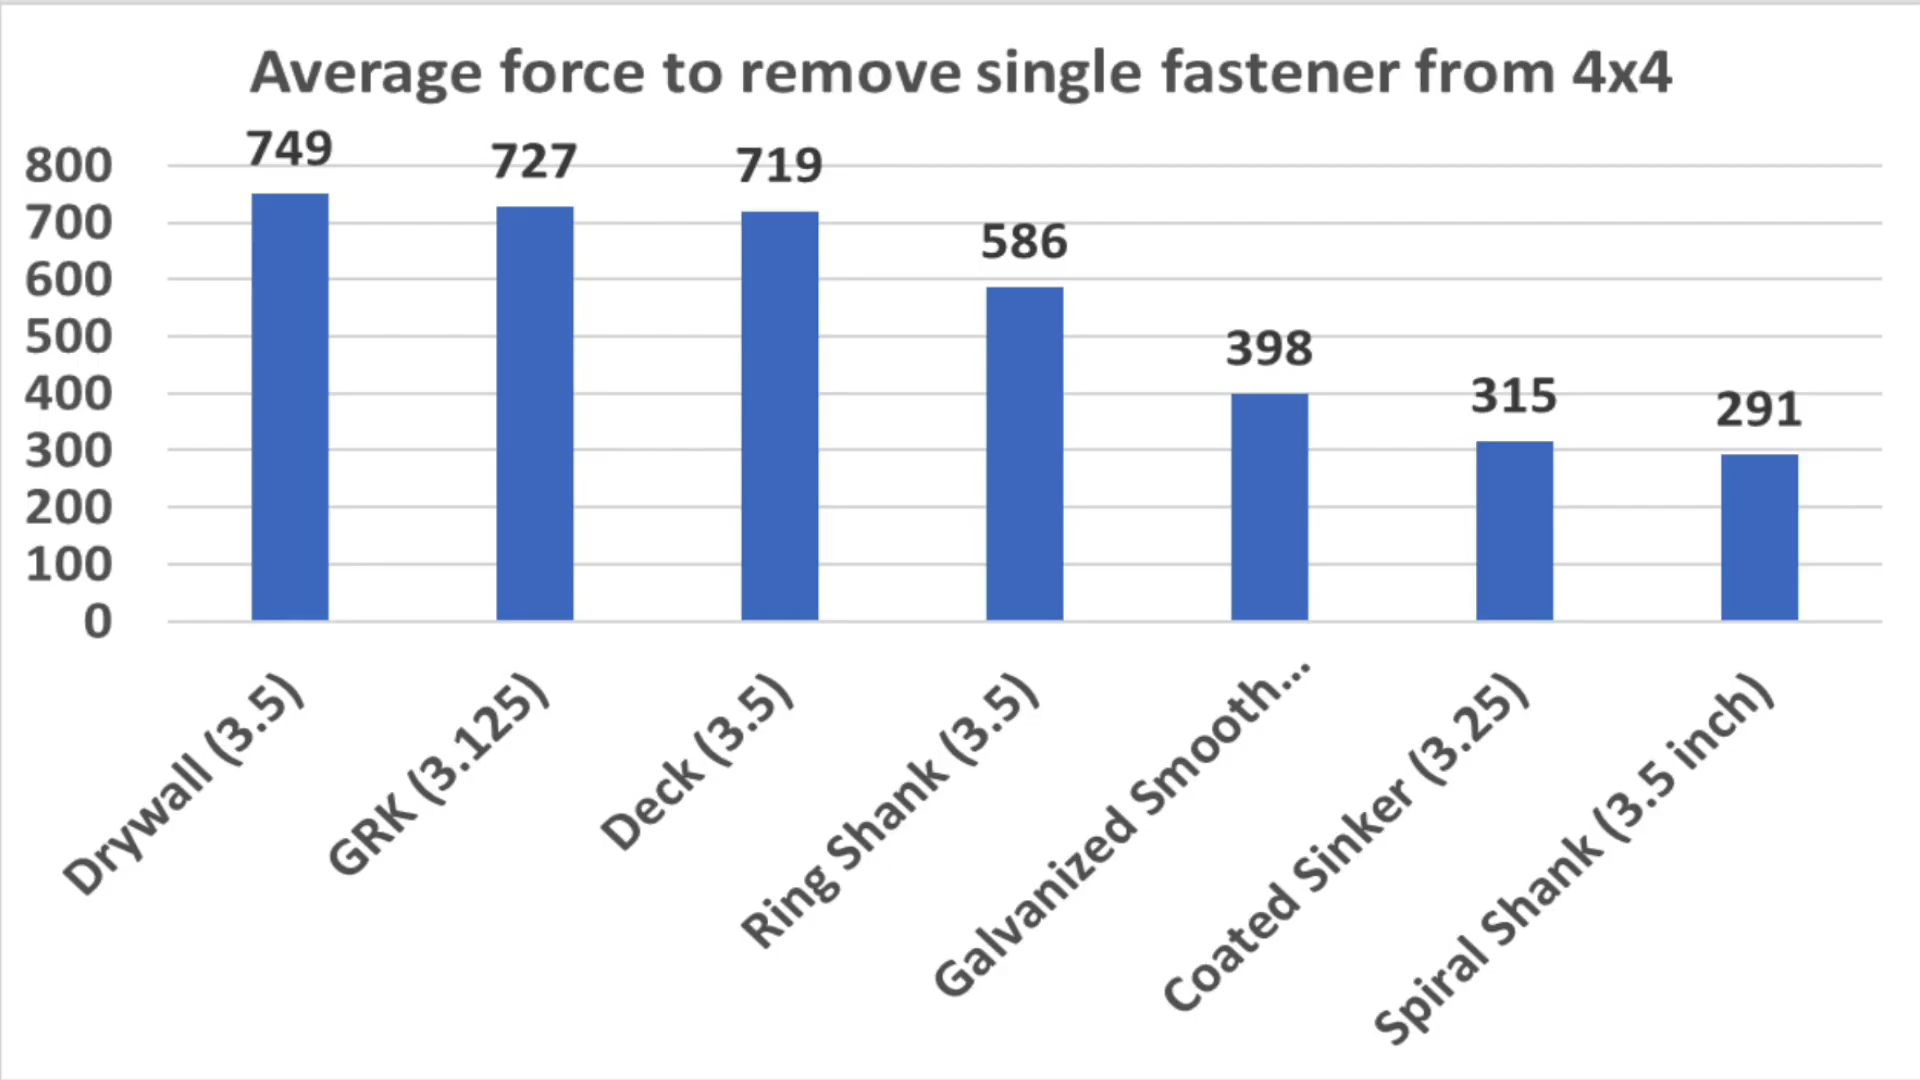 Average force to remove single fastener from 4x4
800
700
600
500
400
300
200
100
0
749
727
719
586
398
315
291
Drywall (3.5)
GRK (3.125)
Deck (3.5)
Ring Shank (3.5)
Galvanized Smooth...
Coated Sinker (3.25)
Spiral Shank (3.5 inch)